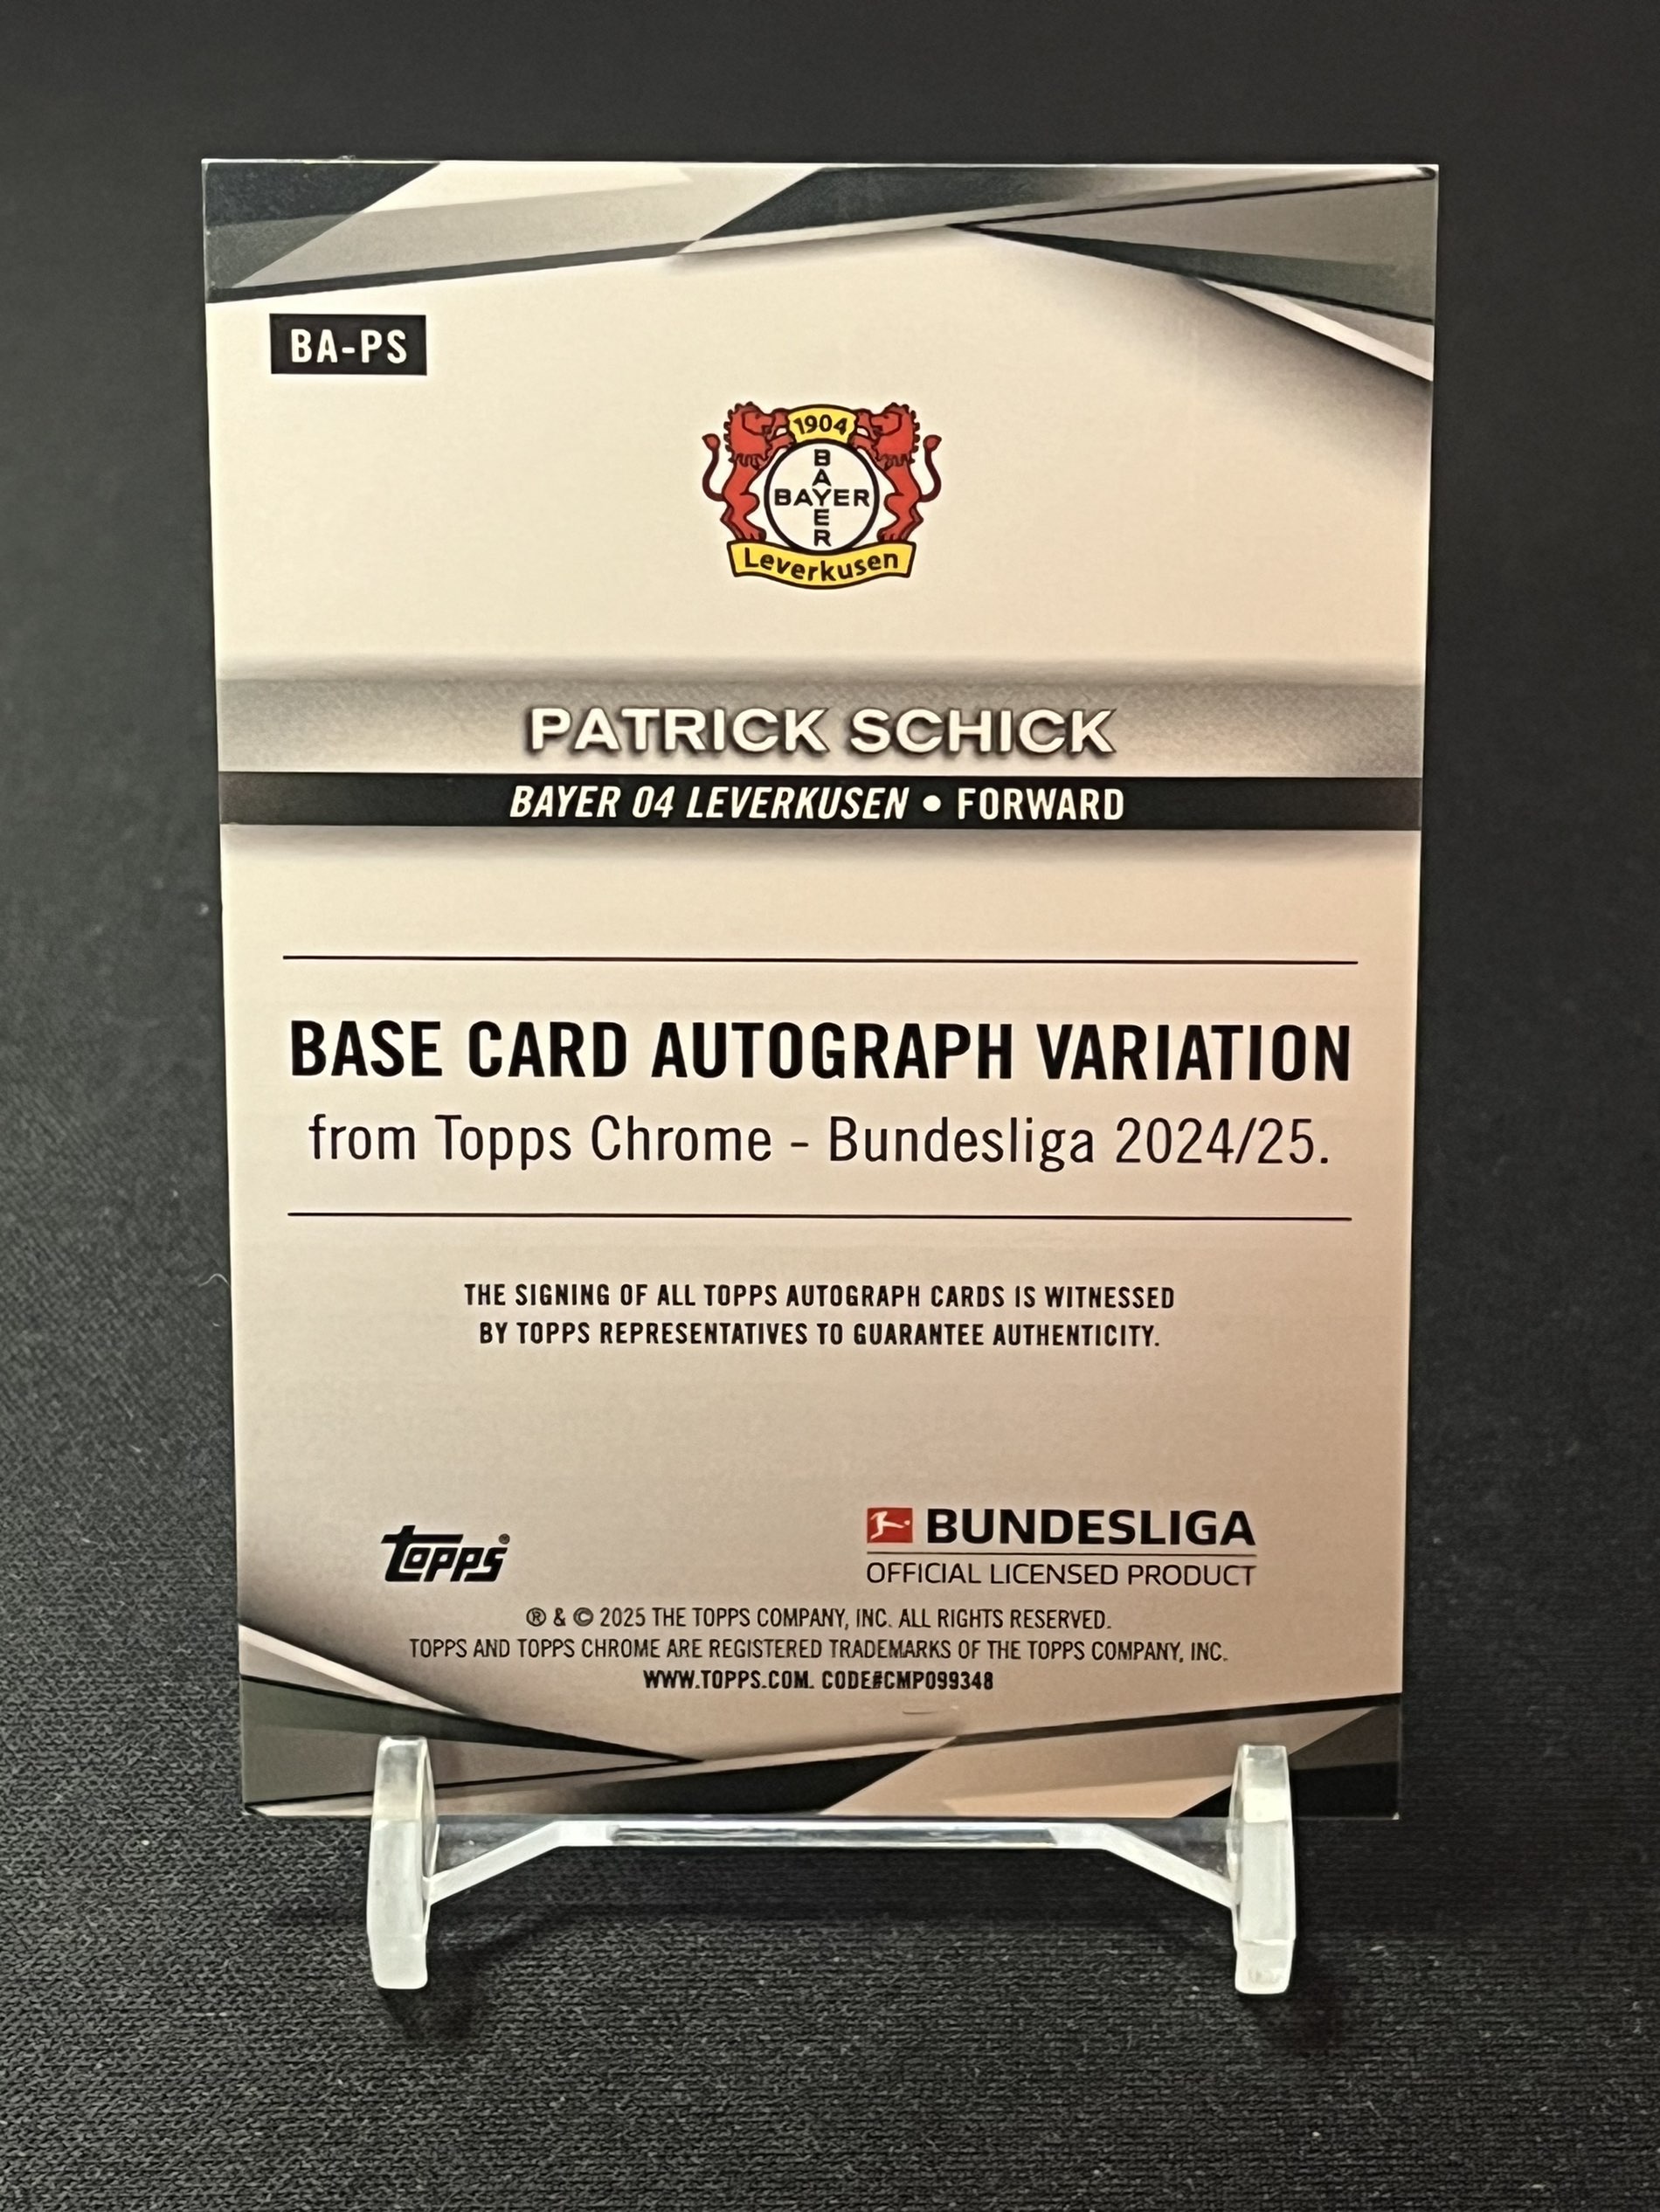 BA-PS
1904
BAYER
BAYER
Leverkusen
PATRICK SCHICK
BAYER 04 LEVERKUSEN • FORWARD
BASE CARD AUTOGRAPH VARIATION
from Topps Chrome - Bundesliga 2024/25.
THE SIGNING OF ALL TOPPS AUTOGRAPH CARDS IS WITNESSED
BY TOPPS REPRESENTATIVES TO GUARANTEE AUTHENTICITY.
topps®
BUNDESLIGA
OFFICIAL LICENSED PRODUCT
® & © 2025 THE TOPPS COMPANY, INC. ALL RIGHTS RESERVED.
TOPPS AND TOPPS CHROME ARE REGISTERED TRADEMARKS OF THE TOPPS COMPANY, INC.
WWW.TOPPS.COM. CODE#CMP099348